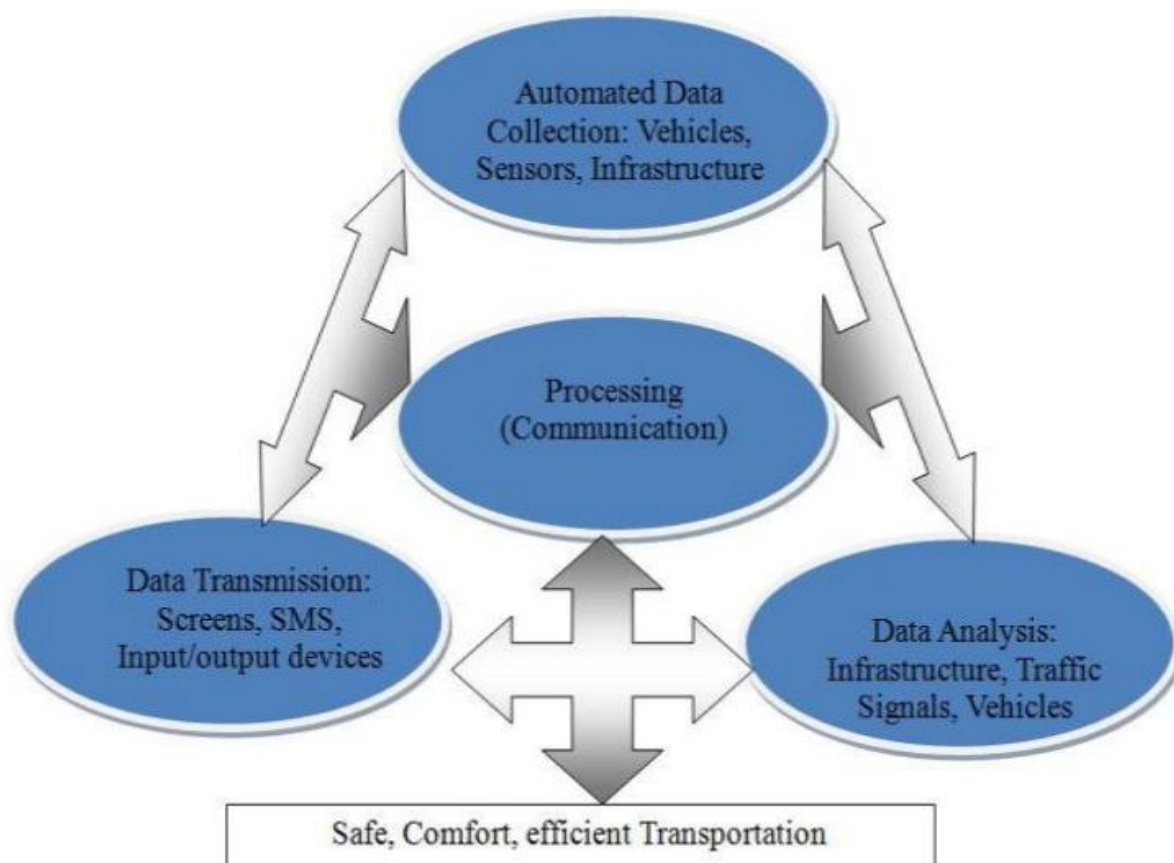 Automated Data
Collection: Vehicles,
Sensors, Infrastructure
Processing
(Communication)
Data Transmission:
Screens, SMS,
Input/output devices
Data Analysis:
Infrastructure, Traffic
Signals, Vehicles
Safe, Comfort, efficient Transportation